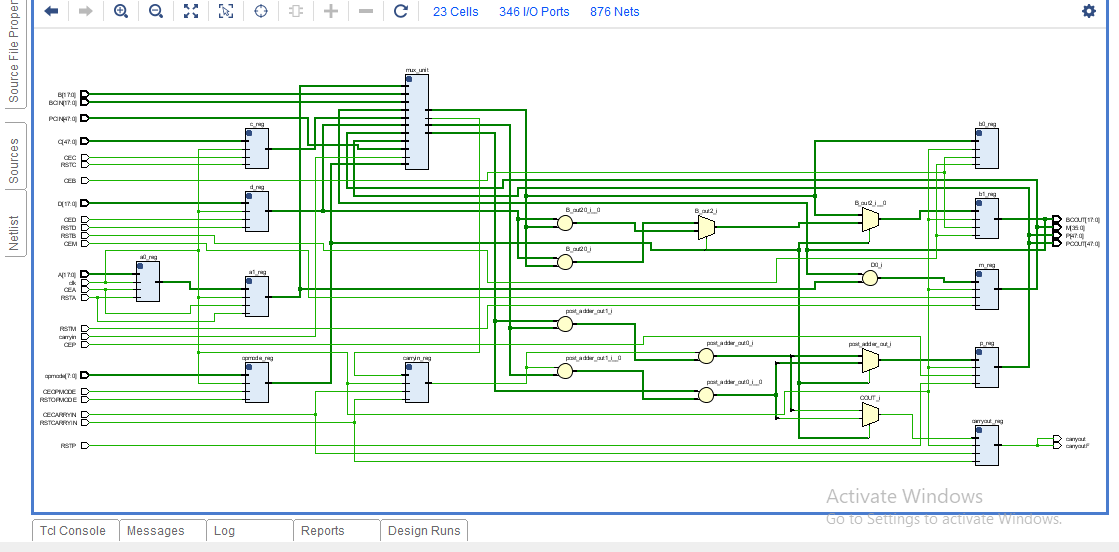 Source File Proper
Sources
Netlist
23 Cells 346 I/O Ports 876 Nets
mux_unit
B[17:0]
BCIN[17:0]
PCIN[47:0]
c_reg
C[47:0]
CEC
RSTC
CEB
d_reg
D[17:0]
CED
RSTD
RSTB
CEM
a0_reg
A[17:0]
clk
CEA
RSTA
a1_reg
RSTM
carryin
CEP
opmode_reg
opmode[7:0]
CEOPMODE
RSTOPMODE
carryin_reg
CECARRYIN
RSTCARRYIN
RSTP
B_out20_i__0
B_out20_i
B_out2_i
B_out2_i__0
D0_i
post_adder_out1_i
post_adder_out1_i__0
post_adder_out0_i
post_adder_out0_i__0
post_adder_out_i
COUT_i
b0_reg
b1_reg
m_reg
p_reg
carryout_reg
BCOUT[17:0]
M[35:0]
P[47:0]
PCOUT[47:0]
carryout
carryoutF
Activate Windows
Go to Settings to activate Windows.
Tcl Console Messages Log Reports Design Runs